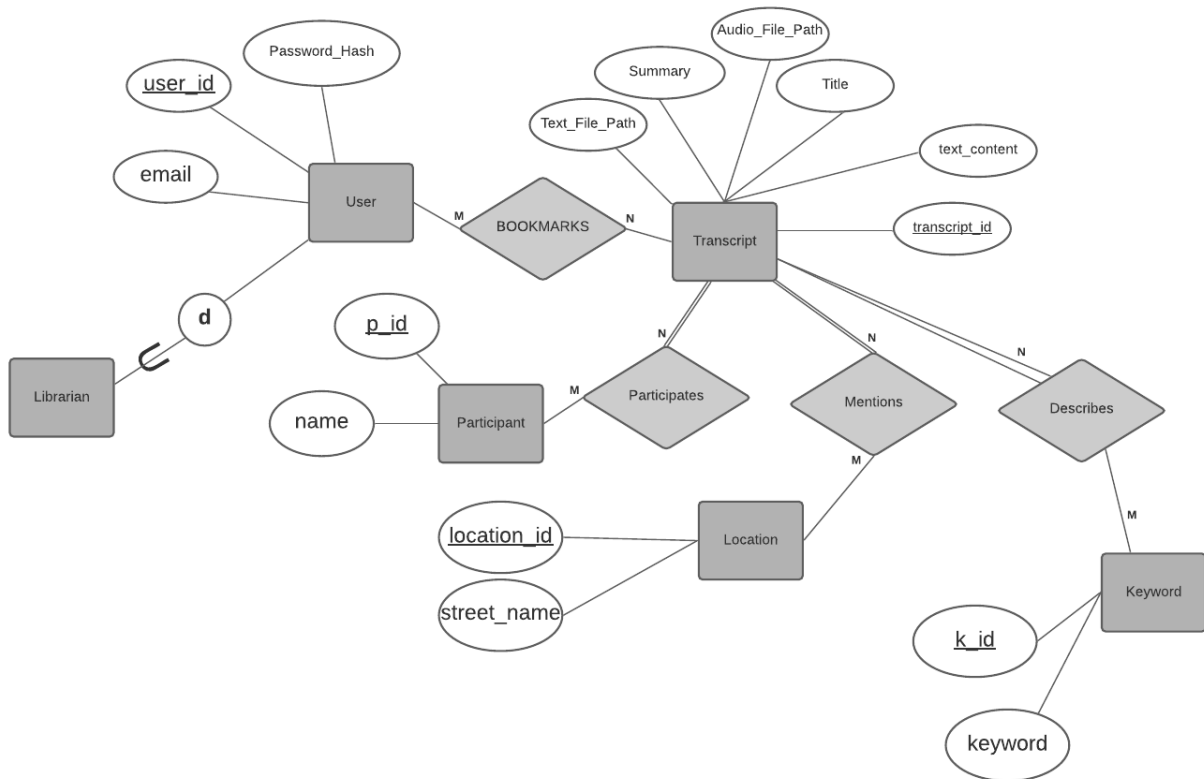 Audio_File_Path
Password_Hash
Summary
user_id
Title
Text_File_Path
text_content
email
User
M
BOOKMARKS
N
Transcript
transcript_id
d
p_id
N
N
N
Librarian
M
Participates
Mentions
Describes
name
Participant
M
M
location_id
Location
street_name
Keyword
k_id
keyword